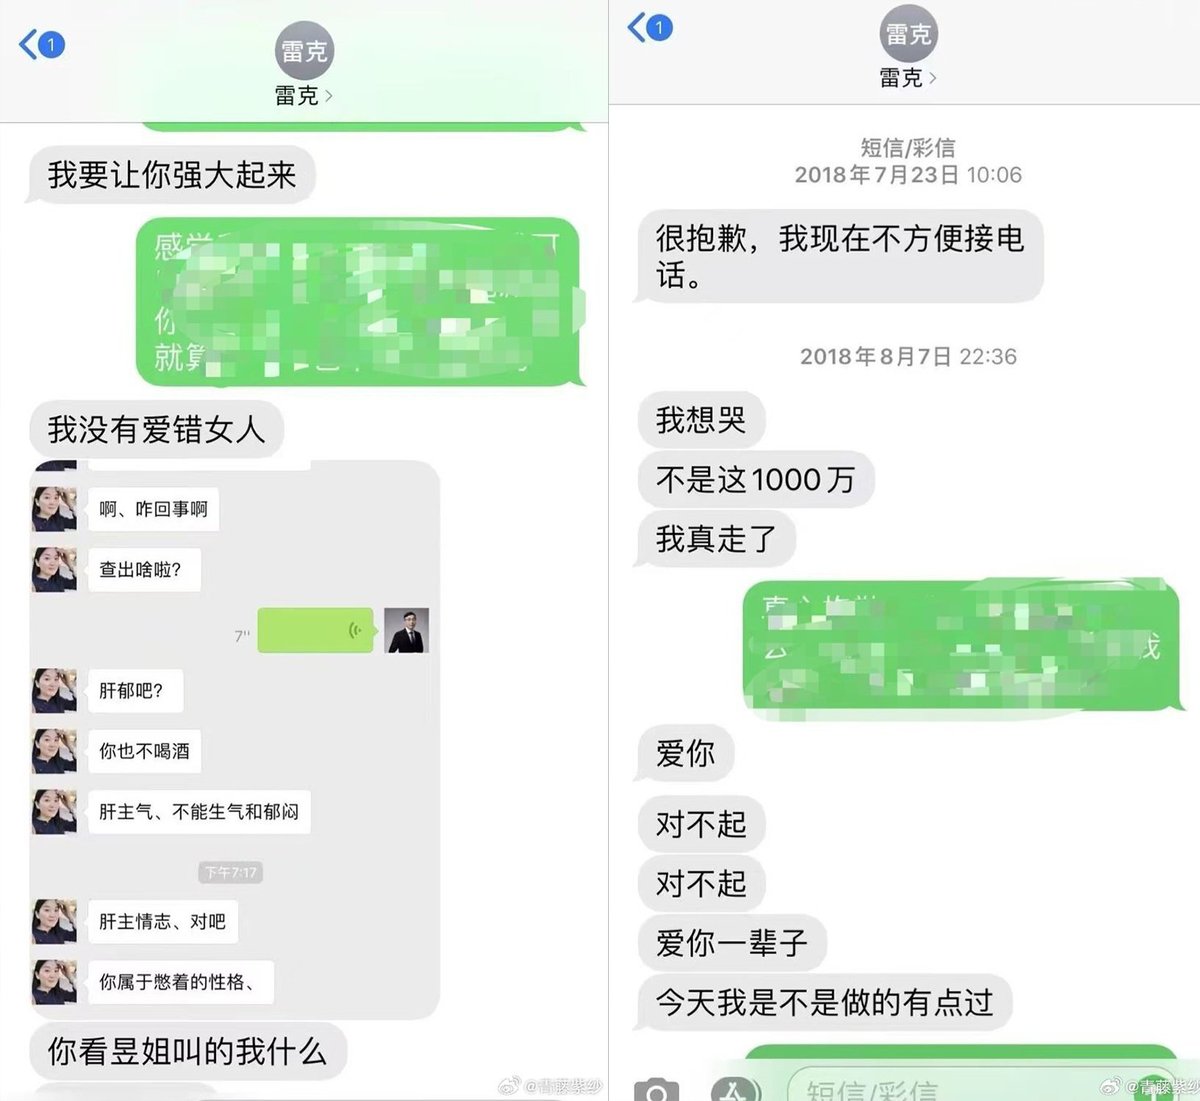 1
雷克
雷克
我要让你强大起来
感觉
你
就算
我没有爱错女人
啊、咋回事啊
查出啥啦?
7"
肝郁吧?
你也不喝酒
肝主气、不能生气和郁闷
下午7:17
肝主情志、对吧
你属于憋着的性格、
你看昱姐叫的我什么
@青藤紫纱
1
雷克
雷克
短信/彩信
2018年7月23日 10:06
很抱歉，我现在不方便接电
话。
2018年8月7日 22:36
我想哭
不是这1000万
我真走了
我
爱你
对不起
对不起
爱你一辈子
今天我是不是做的有点过
短信/彩信
@青藤紫纱